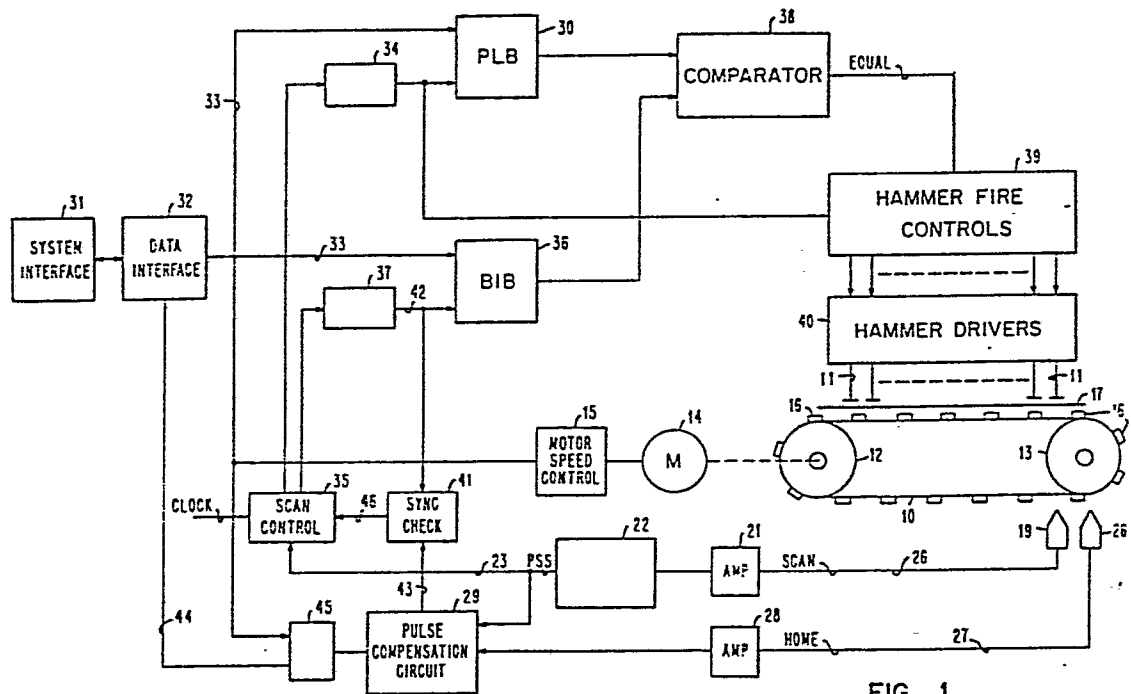 30
38
PLB
34
COMPARATOR
EQUAL
33
39
HAMMER FIRE
CONTROLS
31
32
SYSTEM
INTERFACE
DATA
INTERFACE
33
36
BIB
37
42
40
HAMMER DRIVERS
11
11
17
16
16
15
MOTOR
SPEED
CONTROL
14
M
12
13
10
CLOCK
35
SCAN
CONTROL
46
41
SYNC
CHECK
19
26
22
21
AMP
SCAN
26
23
PSS
43
29
PULSE
COMPENSATION
CIRCUIT
28
AMP
HOME
27
44
45
FIG. 1